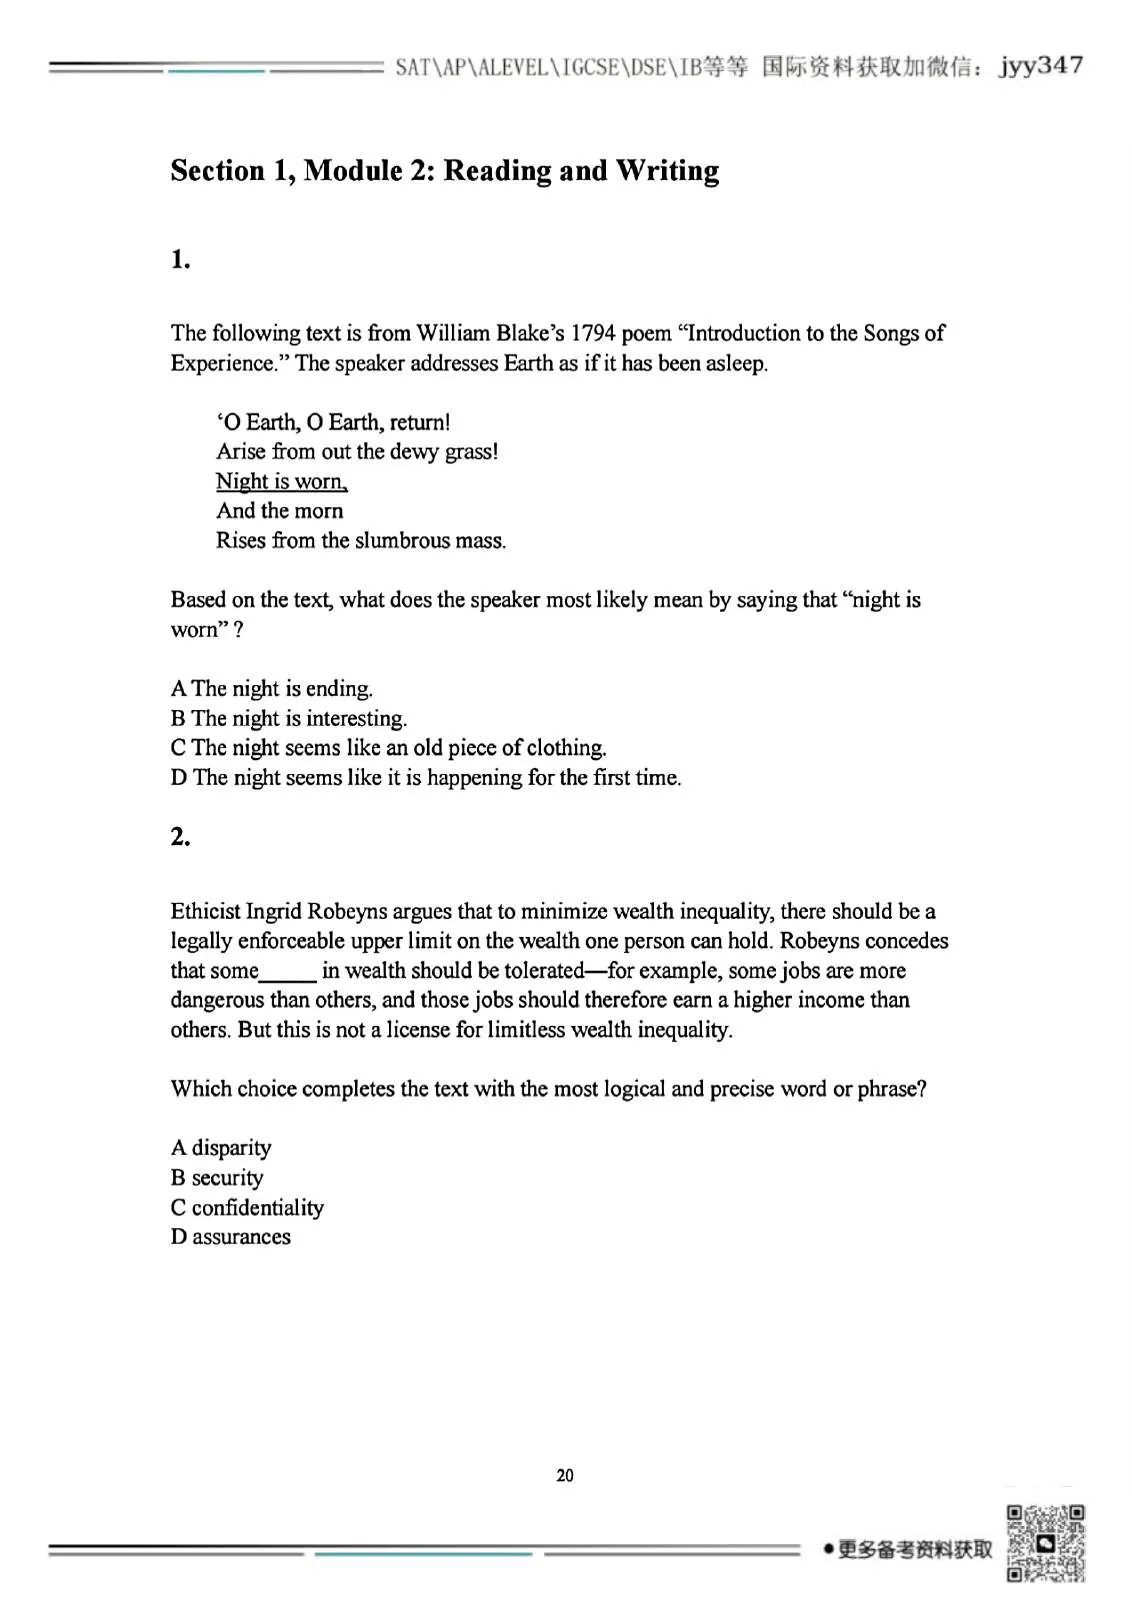 SAT\AP\ALEVEL\IGCSE\DSE\IB等等 国际资料获取加微信：jyy347
Section 1, Module 2: Reading and Writing
1.
The following text is from William Blake’s 1794 poem “Introduction to the Songs of
Experience.” The speaker addresses Earth as if it has been asleep.
‘O Earth, O Earth, return!
Arise from out the dewy grass!
Night is worn,
And the morn
Rises from the slumbrous mass.
Based on the text, what does the speaker most likely mean by saying that “night is
worn” ?
A The night is ending.
B The night is interesting.
C The night seems like an old piece of clothing.
D The night seems like it is happening for the first time.
2.
Ethicist Ingrid Robeyns argues that to minimize wealth inequality, there should be a
legally enforceable upper limit on the wealth one person can hold. Robeyns concedes
that some_____ in wealth should be tolerated—for example, some jobs are more
dangerous than others, and those jobs should therefore earn a higher income than
others. But this is not a license for limitless wealth inequality.
Which choice completes the text with the most logical and precise word or phrase?
A disparity
B security
C confidentiality
D assurances
20
●更多备考资料获取